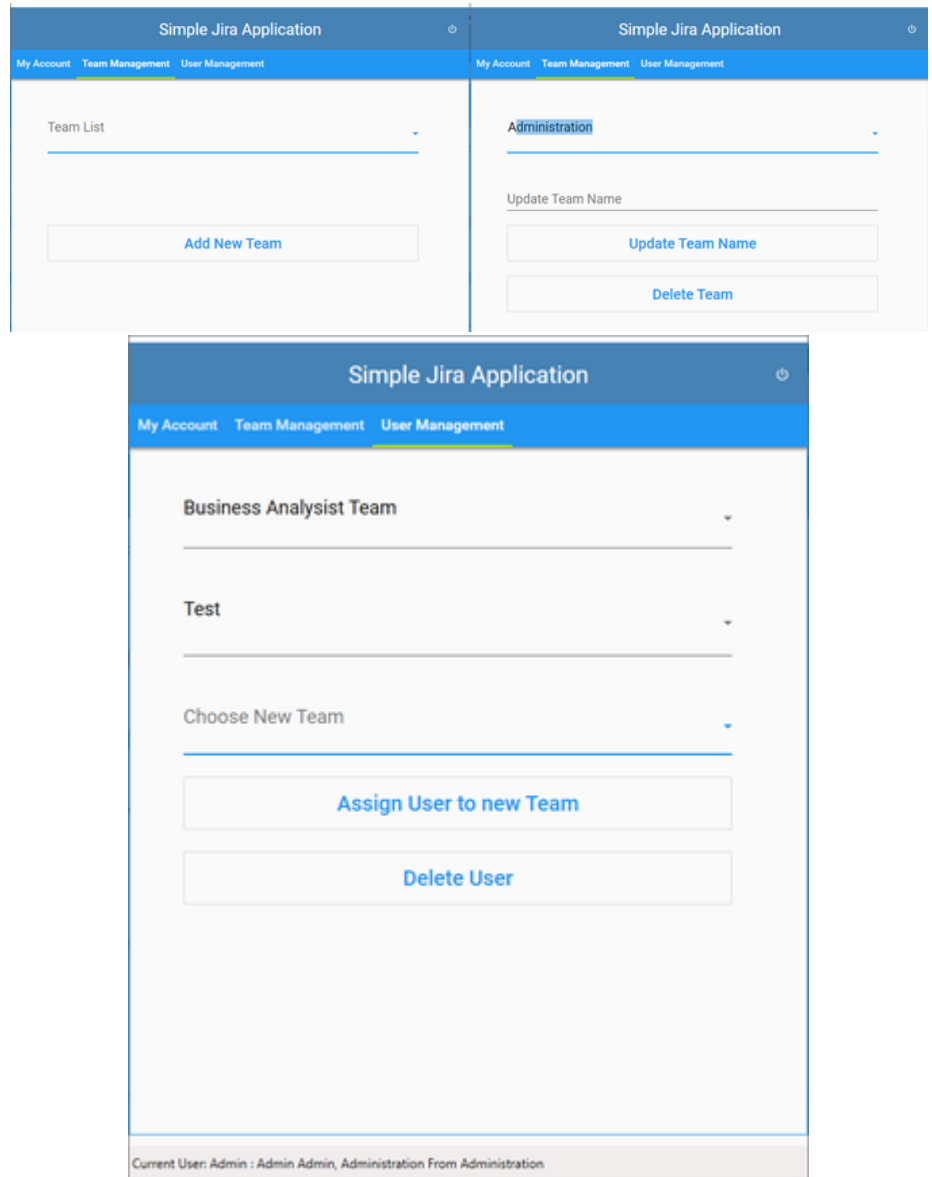 Simple Jira Application
My Account Team Management User Management
Team List
Add New Team
Simple Jira Application
My Account Team Management User Management
Administration
Update Team Name
Update Team Name
Delete Team
Simple Jira Application
My Account Team Management User Management
Business Analysist Team
Test
Choose New Team
Assign User to new Team
Delete User
Current User: Admin : Admin Admin, Administration From Administration